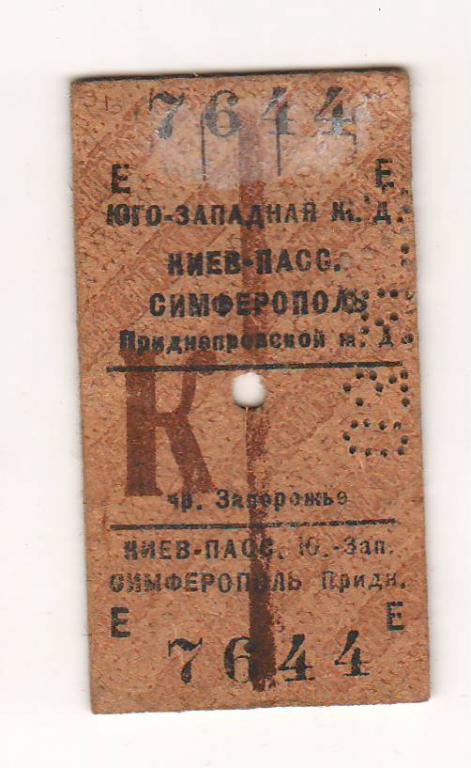 7644
Е Е
ЮГО-ЗАПАДНАЯ Ж. Д.
КИЕВ-ПАСС.
СИМФЕРОПОЛЬ
Приднепровской ж. д.
К
чр. Запорожье
КИЕВ-ПАСС. Ю.-Зап.
СИМФЕРОПОЛЬ Придн.
Е Е
7644